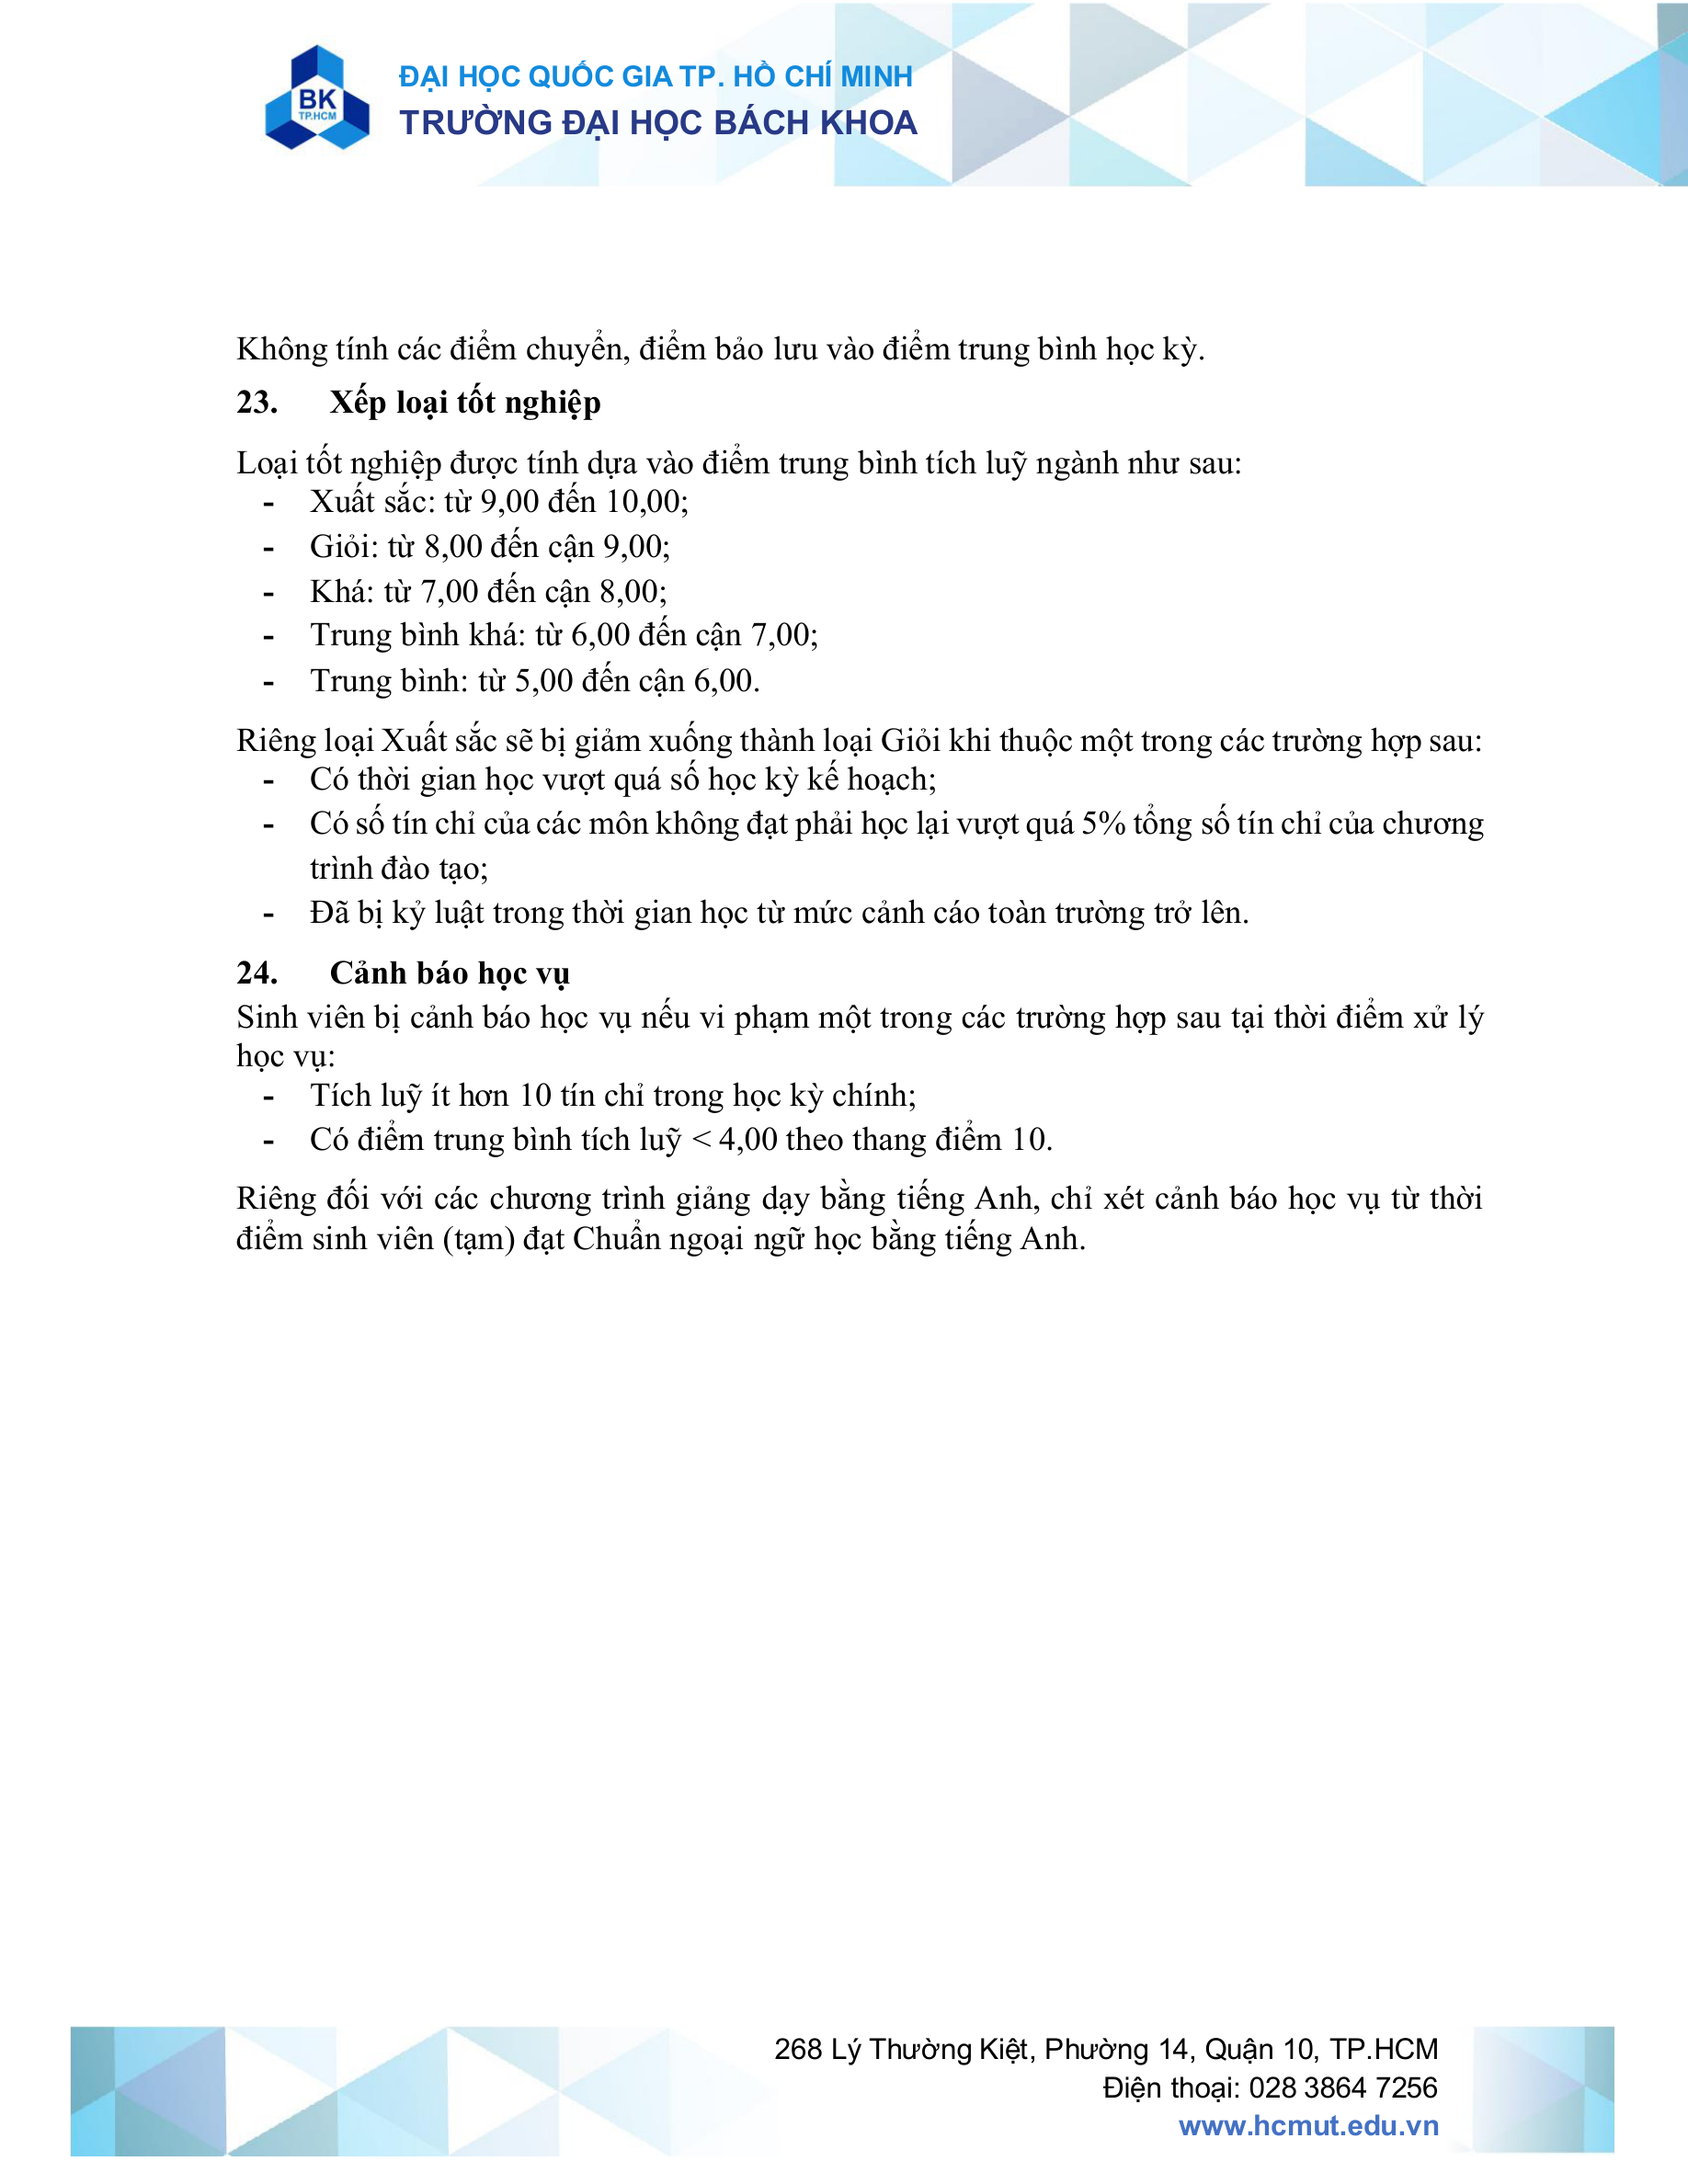 BK
TP.HCM
ĐẠI HỌC QUỐC GIA TP. HỒ CHÍ MINH
TRƯỜNG ĐẠI HỌC BÁCH KHOA
Không tính các điểm chuyển, điểm bảo lưu vào điểm trung bình học kỳ.
23. Xếp loại tốt nghiệp
Loại tốt nghiệp được tính dựa vào điểm trung bình tích luỹ ngành như sau:
- Xuất sắc: từ 9,00 đến 10,00;
- Giỏi: từ 8,00 đến cận 9,00;
- Khá: từ 7,00 đến cận 8,00;
- Trung bình khá: từ 6,00 đến cận 7,00;
- Trung bình: từ 5,00 đến cận 6,00.
Riêng loại Xuất sắc sẽ bị giảm xuống thành loại Giỏi khi thuộc một trong các trường hợp sau:
- Có thời gian học vượt quá số học kỳ kế hoạch;
- Có số tín chỉ của các môn không đạt phải học lại vượt quá 5% tổng số tín chỉ của chương
trình đào tạo;
- Đã bị kỷ luật trong thời gian học từ mức cảnh cáo toàn trường trở lên.
24. Cảnh báo học vụ
Sinh viên bị cảnh báo học vụ nếu vi phạm một trong các trường hợp sau tại thời điểm xử lý
học vụ:
- Tích luỹ ít hơn 10 tín chỉ trong học kỳ chính;
- Có điểm trung bình tích luỹ < 4,00 theo thang điểm 10.
Riêng đối với các chương trình giảng dạy bằng tiếng Anh, chỉ xét cảnh báo học vụ từ thời
điểm sinh viên (tạm) đạt Chuẩn ngoại ngữ học bằng tiếng Anh.
268 Lý Thường Kiệt, Phường 14, Quận 10, TP.HCM
Điện thoại: 028 3864 7256
www.hcmut.edu.vn